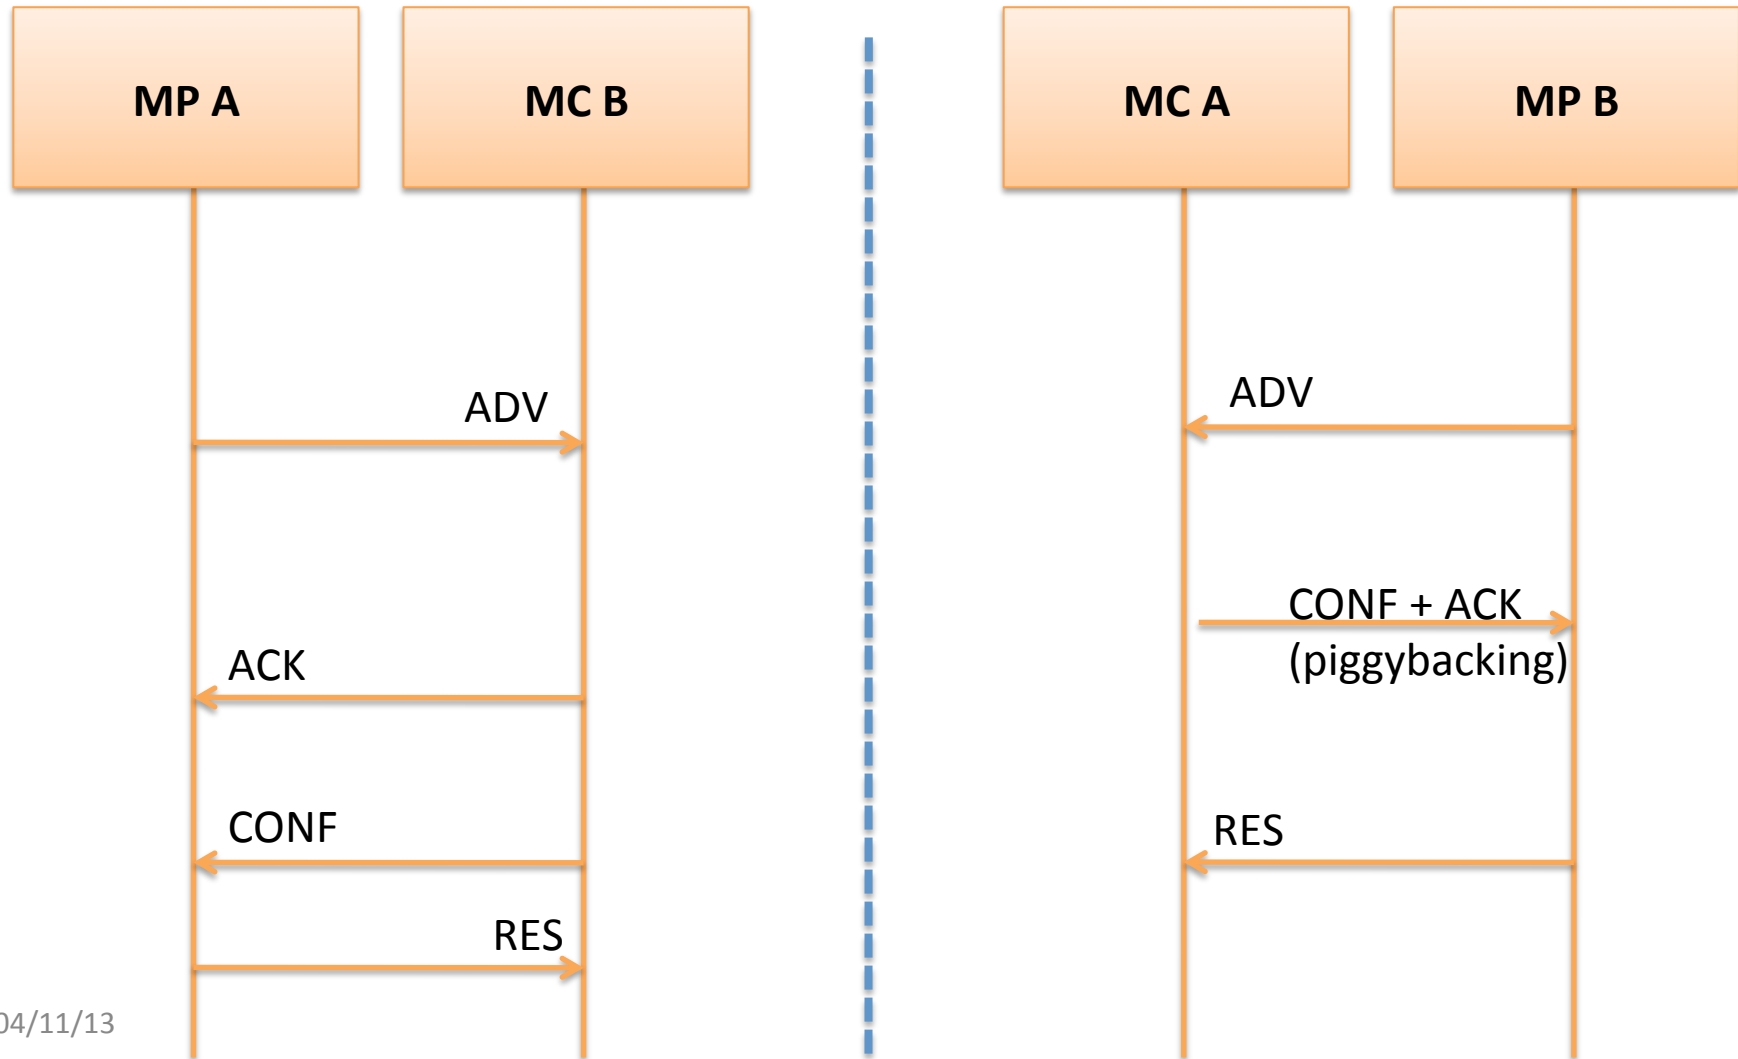 MP A
MC B
MC A
MP B
ADV
ACK
CONF
RES
ADV
CONF + ACK
(piggybacking)
RES
04/11/13